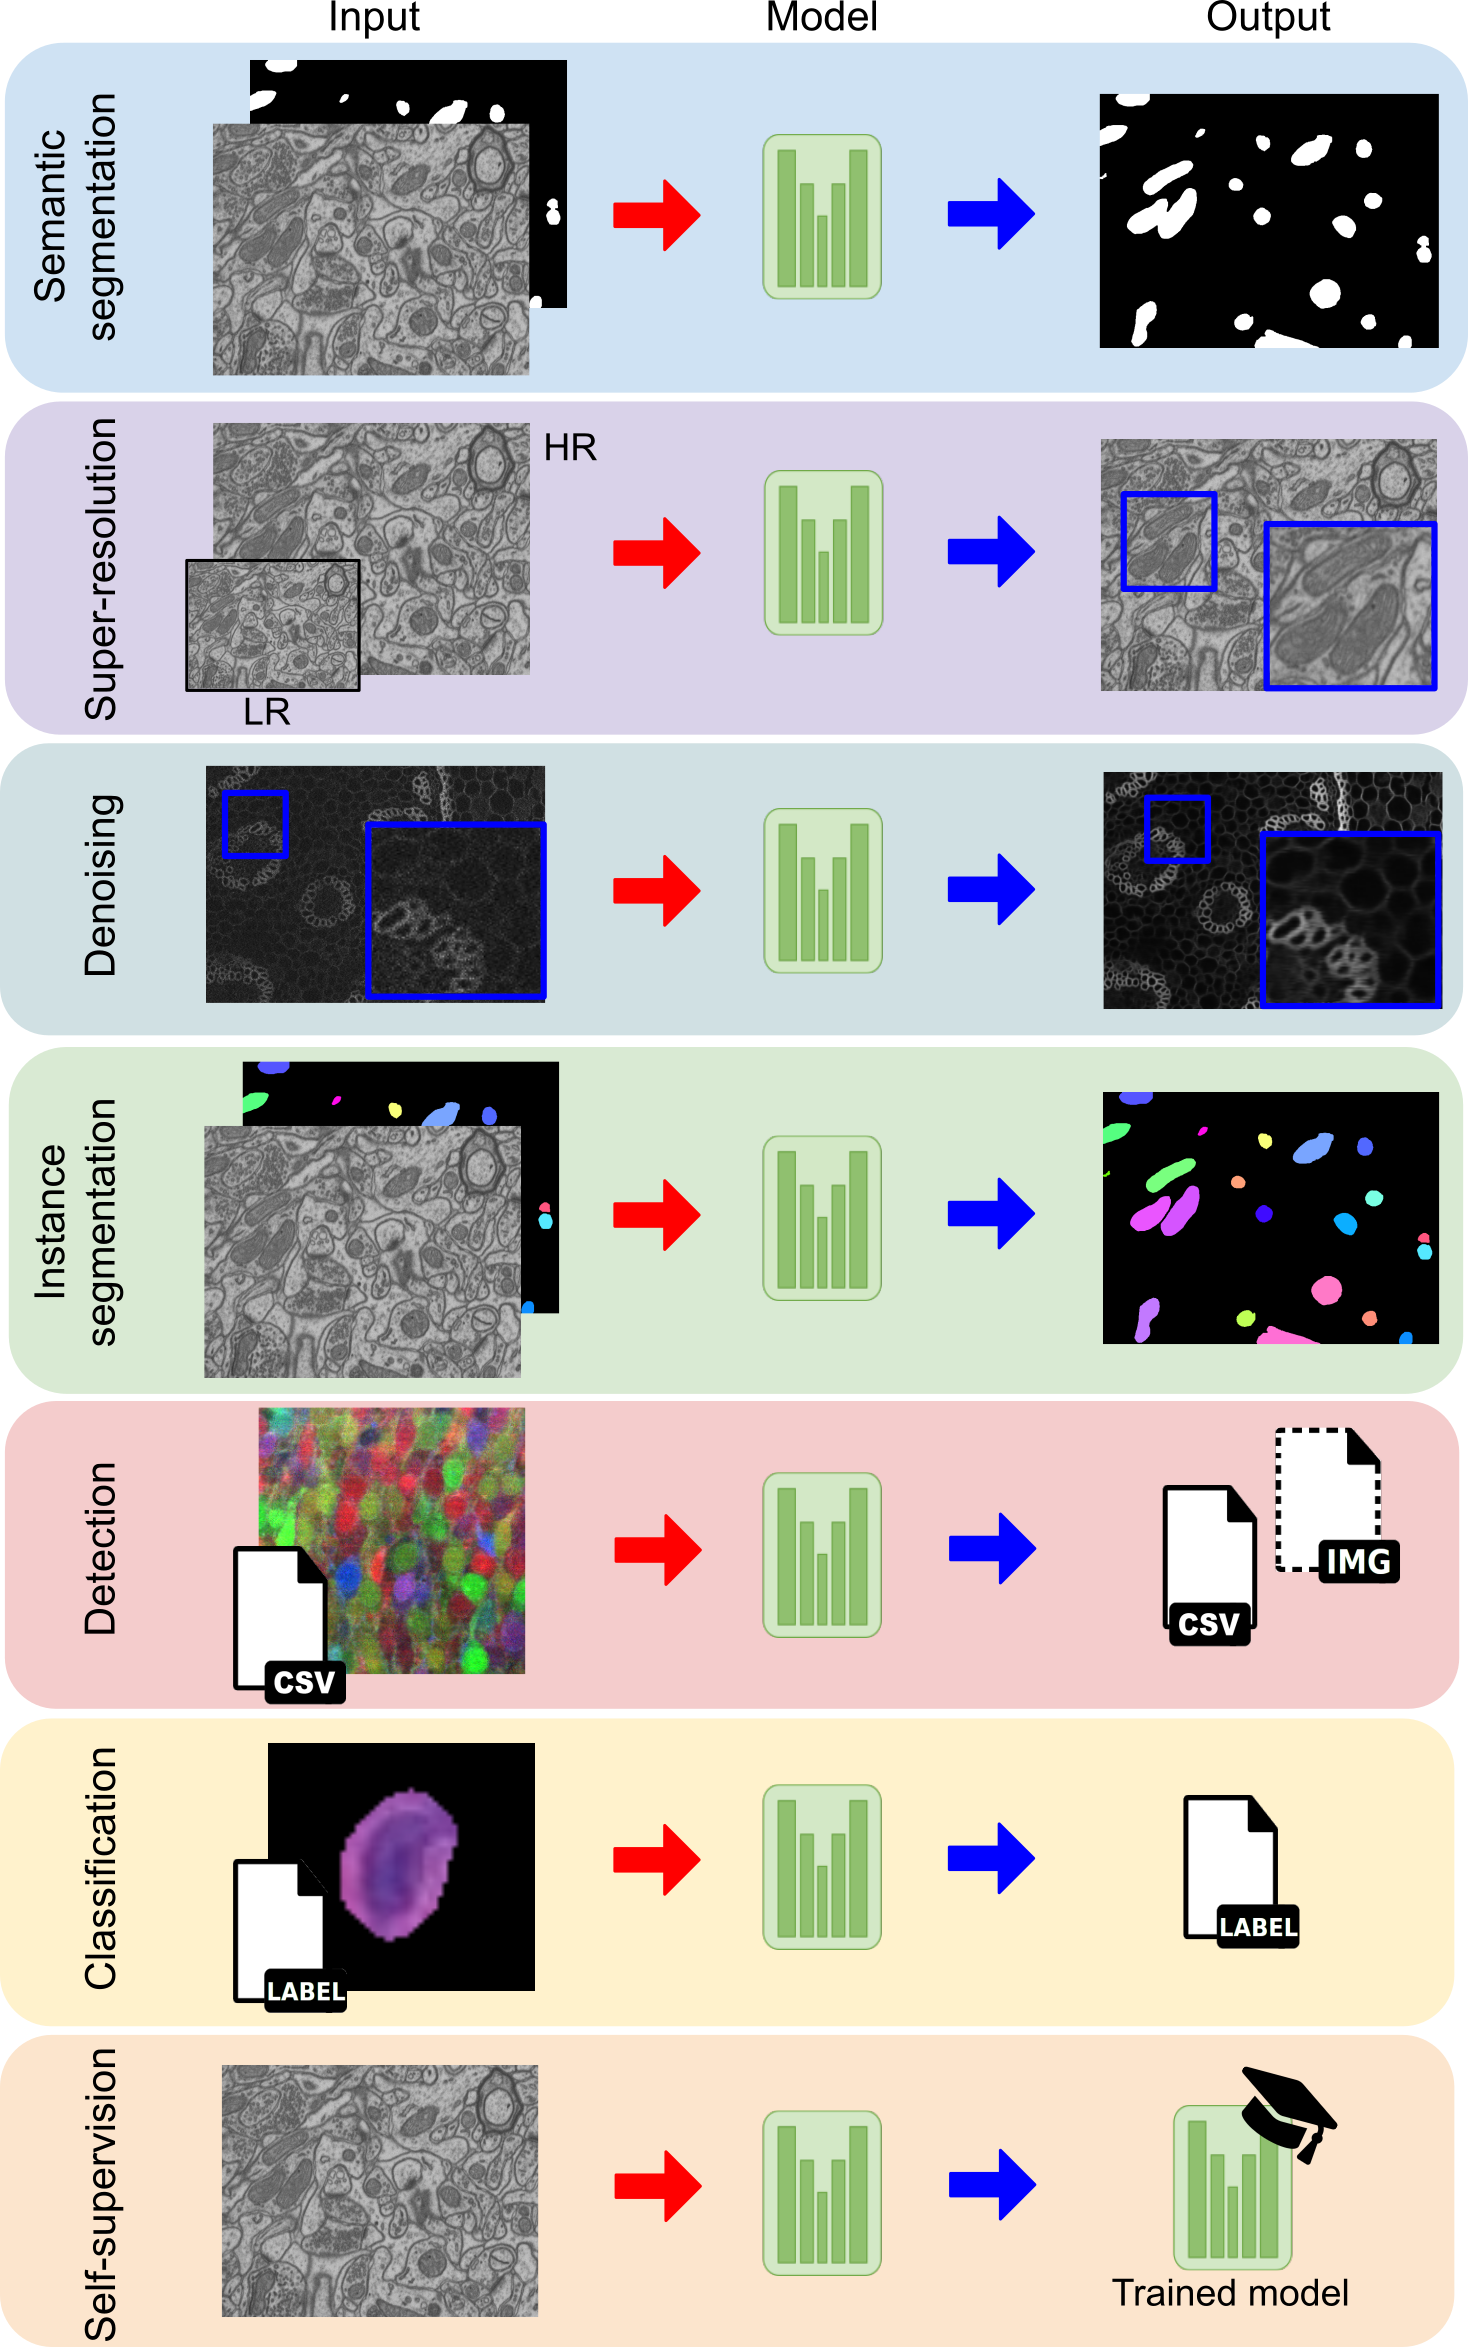 Input
Model
Output
Semantic
segmentation
Super-resolution
HR
LR
Denoising
Instance
segmentation
Detection
CSV
CSV
IMG
Classification
LABEL
LABEL
Self-supervision
Trained model